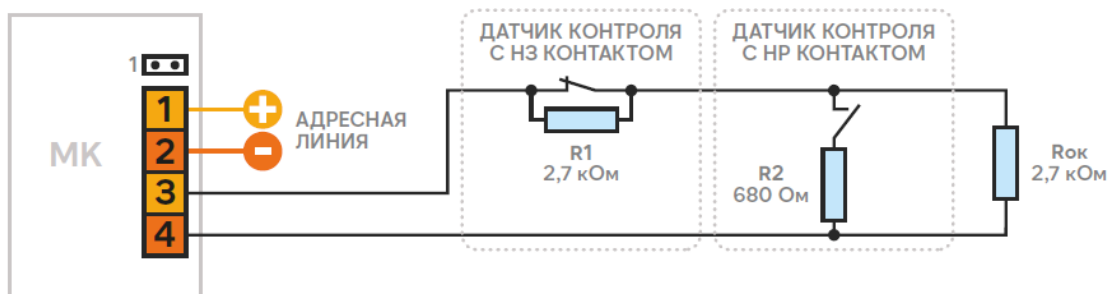 ДАТЧИК КОНТРОЛЯ
С НЗ КОНТАКТОМ
ДАТЧИК КОНТРОЛЯ
С НР КОНТАКТОМ
1
1
+
АДРЕСНАЯ
ЛИНИЯ
МК
2
-
3
4
R1
2,7 кОм
R2
680 Ом
Rок
2,7 кОм